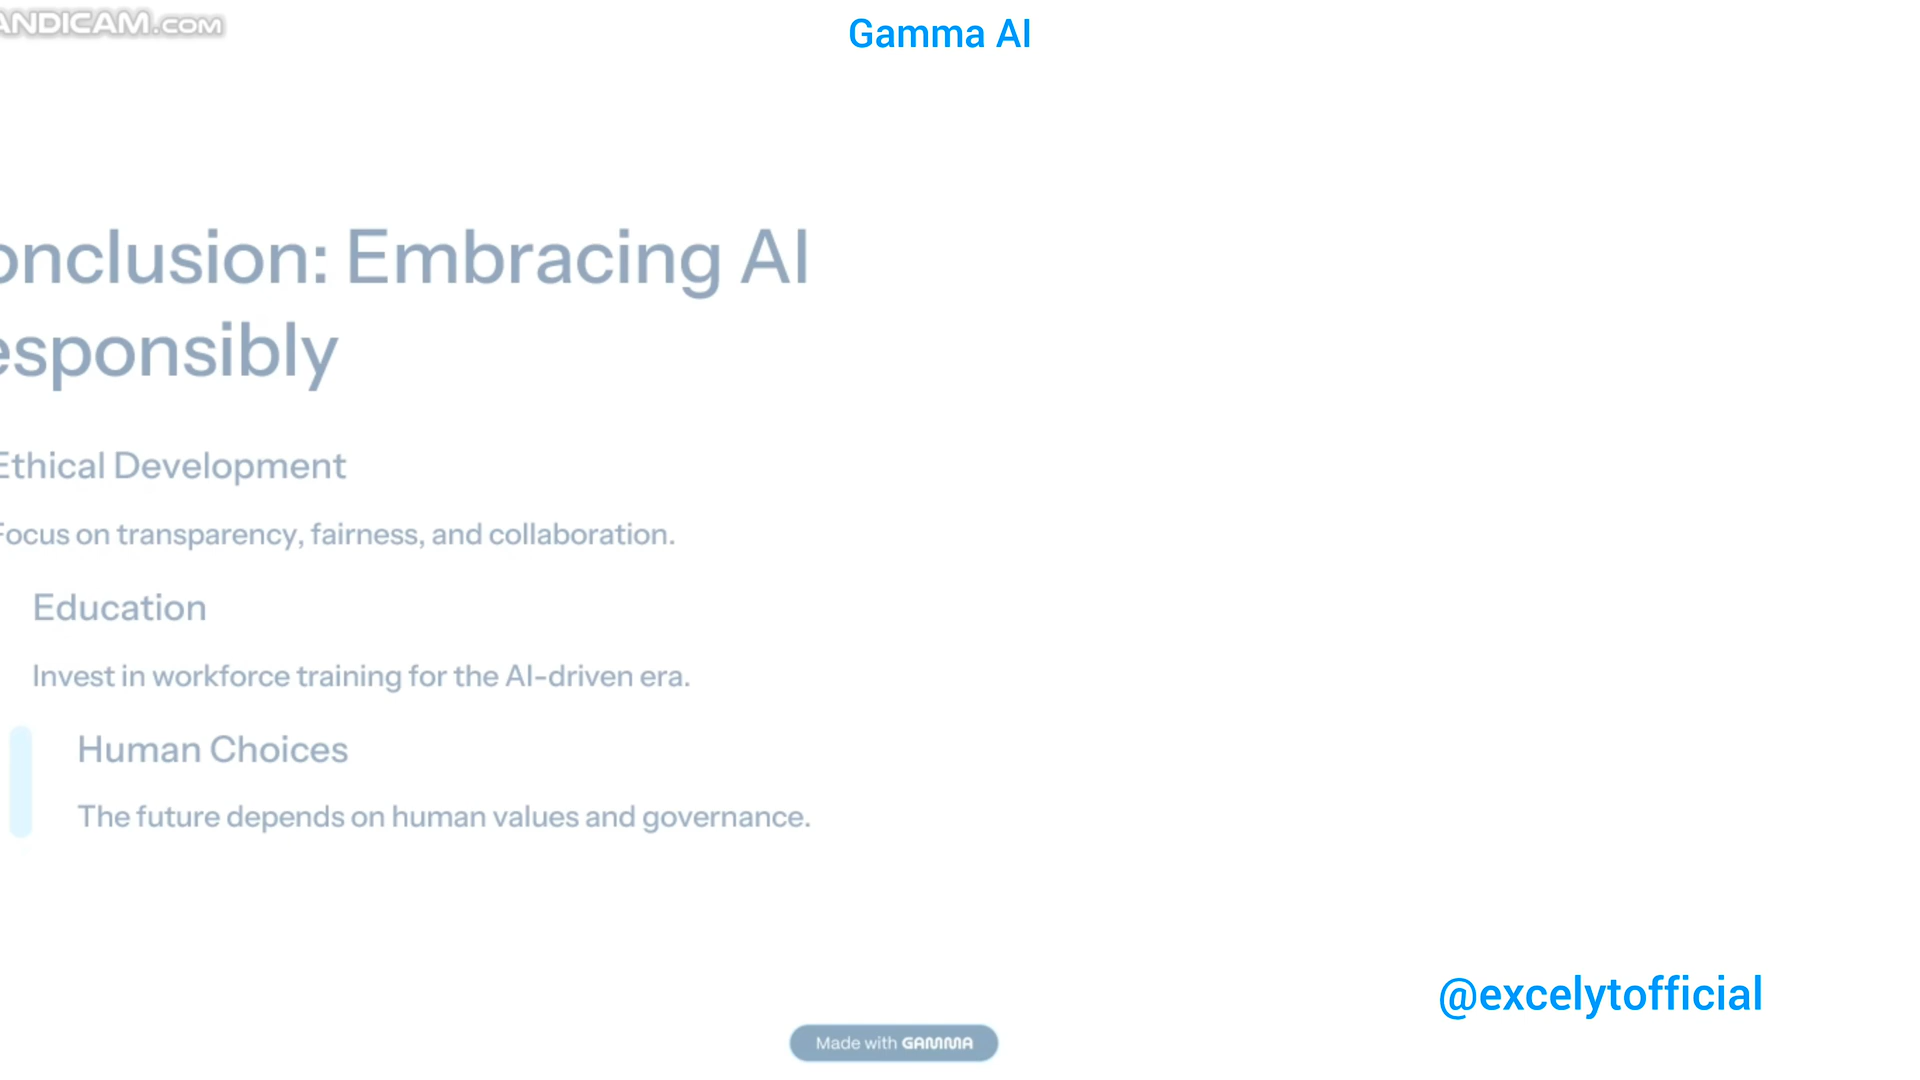 ANDICAM.COM
Gamma AI
onclusion: Embracing AI
esponsibly
Ethical Development
Focus on transparency, fairness, and collaboration.
Education
Invest in workforce training for the AI-driven era.
Human Choices
The future depends on human values and governance.
@excelytofficial
Made with GAMMA